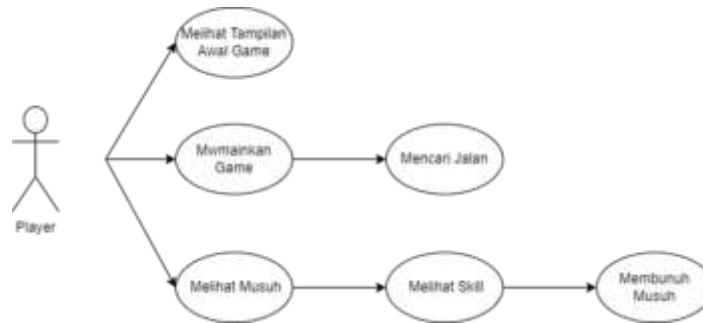 Melihat Tampilan
Awal Game
Mwmainkan
Game
Mencari Jalan
Player
Melihat Musuh
Melihat Skill
Membunuh
Musuh